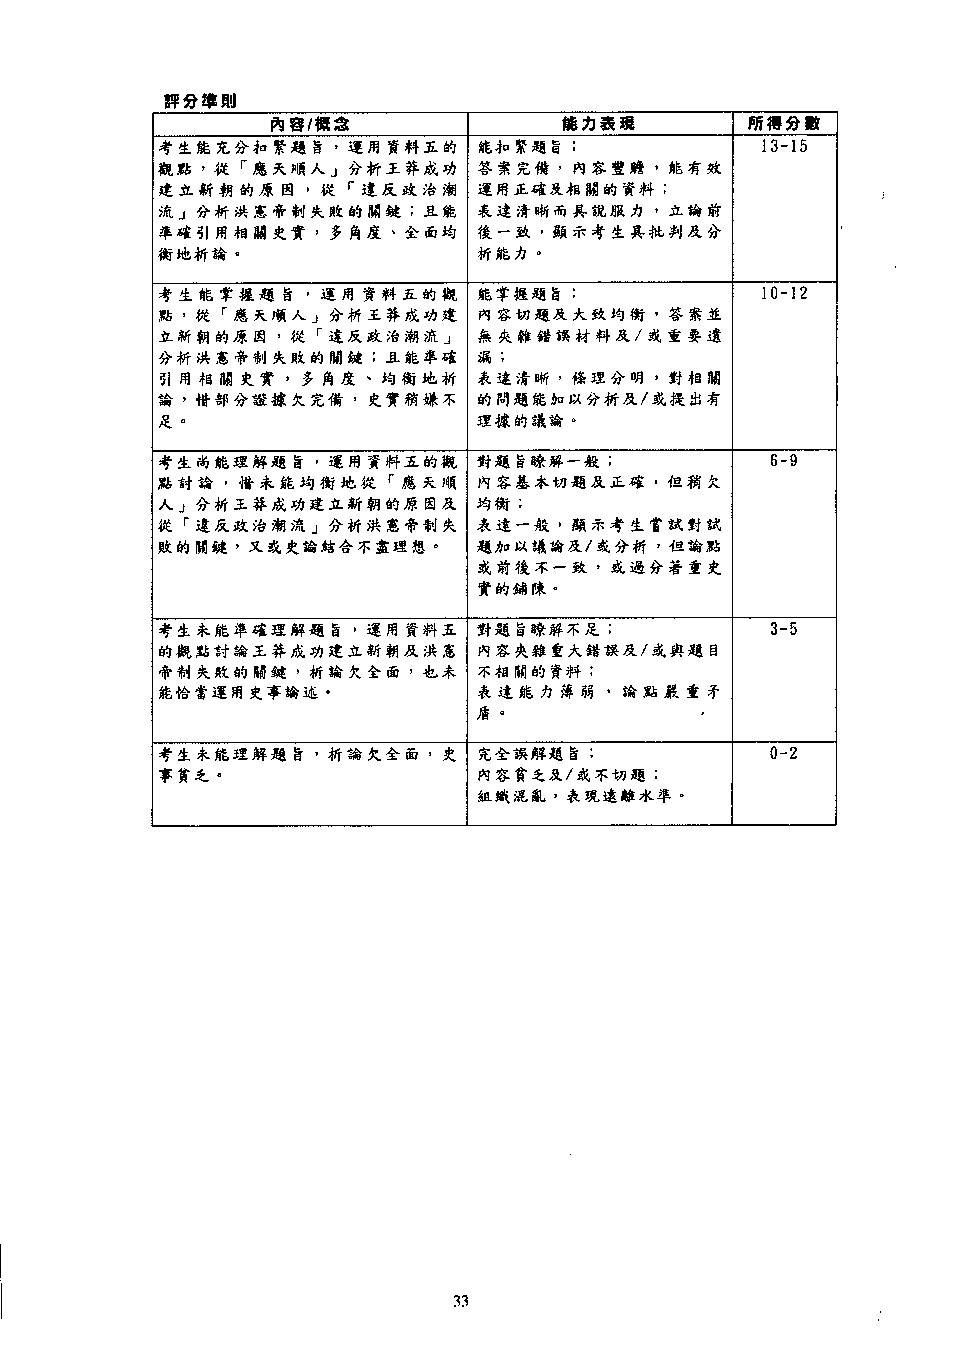 評分準則
內容/概念
能力表現
所得分數
考生能充分扣緊題旨，運用資料五的
觀點，從「應天順人」分析王莽成功
建立新朝的原因，從「違反政治潮
流」分析洪憲帝制失敗的關鍵；且能
準確引用相關史實，多角度、全面均
衡地析論。
能扣緊題旨；
答案完備，內容豐贍，能有效
運用正確及相關的資料；
表達清晰而具說服力，立論前
後一致，顯示考生具批判及分
析能力。
13-15
考生能掌握題旨，運用資料五的觀
點，從「應天順人」分析王莽成功建
立新朝的原因，從「違反政治潮流」
分析洪憲帝制失敗的關鍵；且能準確
引用相關史實，多角度、均衡地析
論，惜部分證據欠完備，史實稍嫌不
足。
能掌握題旨；
內容切題及大致均衡，答案並
無夾雜錯誤材料及/或重要遺
漏；
表達清晰，條理分明，對相關
的問題能加以分析及/或提出有
理據的議論。
10-12
考生尚能理解題旨，運用資料五的觀
點討論，惜未能均衡地從「應天順
人」分析王莽成功建立新朝的原因及
從「違反政治潮流」分析洪憲帝制失
敗的關鍵，又或史論結合不盡理想。
對題旨瞭解一般；
內容基本切題及正確，但稍欠
均衡；
表達一般，顯示考生嘗試對試
題加以議論及/或分析，但論點
或前後不一致，或過分著重史
實的鋪陳。
6-9
考生未能準確理解題旨，運用資料五
的觀點討論王莽成功建立新朝及洪憲
帝制失敗的關鍵，析論欠全面，也未
能恰當運用史事論述。
對題旨瞭解不足；
內容夾雜重大錯誤及/或與題目
不相關的資料；
表達能力薄弱，論點嚴重矛
盾。
3-5
考生未能理解題旨，析論欠全面，史
事貧乏。
完全誤解題旨；
內容貧乏及/或不切題；
組織混亂，表現遠離水準。
0-2
33